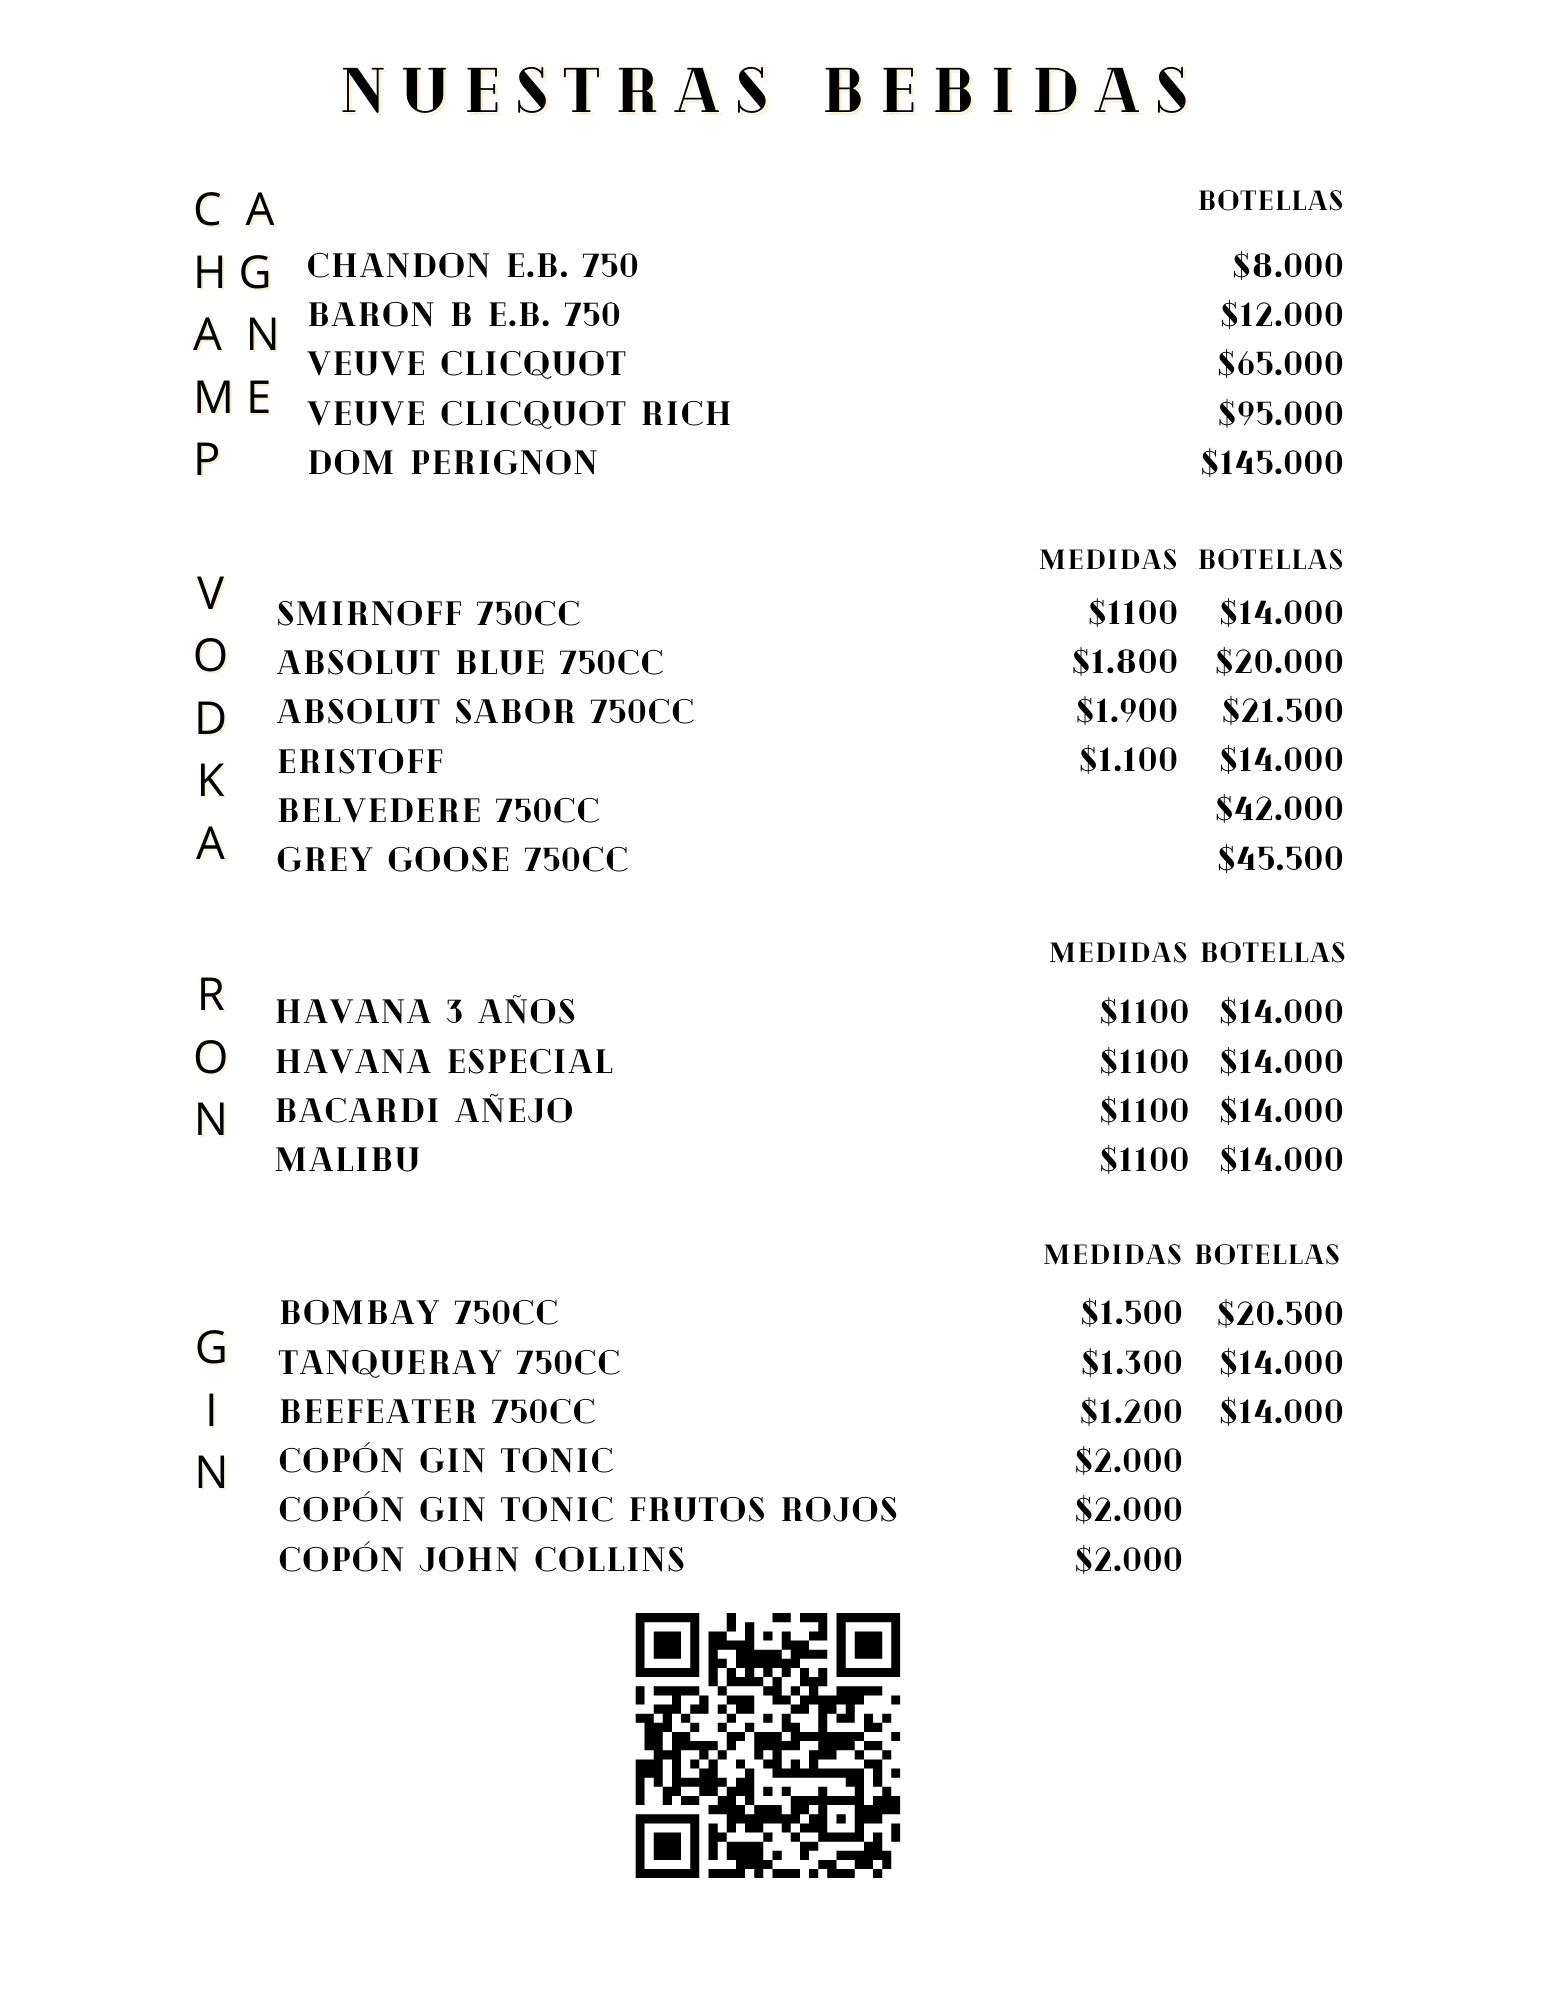 NUESTRAS BEBIDAS
CHAMPAGNE
BOTELLAS
CHANDON E.B. 750 $8.000
BARON B E.B. 750 $12.000
VEUVE CLICQUOT $65.000
VEUVE CLICQUOT RICH $95.000
DOM PERIGNON $145.000
VODKA
MEDIDAS BOTELLAS
SMIRNOFF 750CC $1100 $14.000
ABSOLUT BLUE 750CC $1.800 $20.000
ABSOLUT SABOR 750CC $1.900 $21.500
ERISTOFF $1.100 $14.000
BELVEDERE 750CC $42.000
GREY GOOSE 750CC $45.500
RON
MEDIDAS BOTELLAS
HAVANA 3 AÑOS $1100 $14.000
HAVANA ESPECIAL $1100 $14.000
BACARDI AÑEJO $1100 $14.000
MALIBU $1100 $14.000
GIN
MEDIDAS BOTELLAS
BOMBAY 750CC $1.500 $20.500
TANQUERAY 750CC $1.300 $14.000
BEEFEATER 750CC $1.200 $14.000
COPÓN GIN TONIC $2.000
COPÓN GIN TONIC FRUTOS ROJOS $2.000
COPÓN JOHN COLLINS $2.000